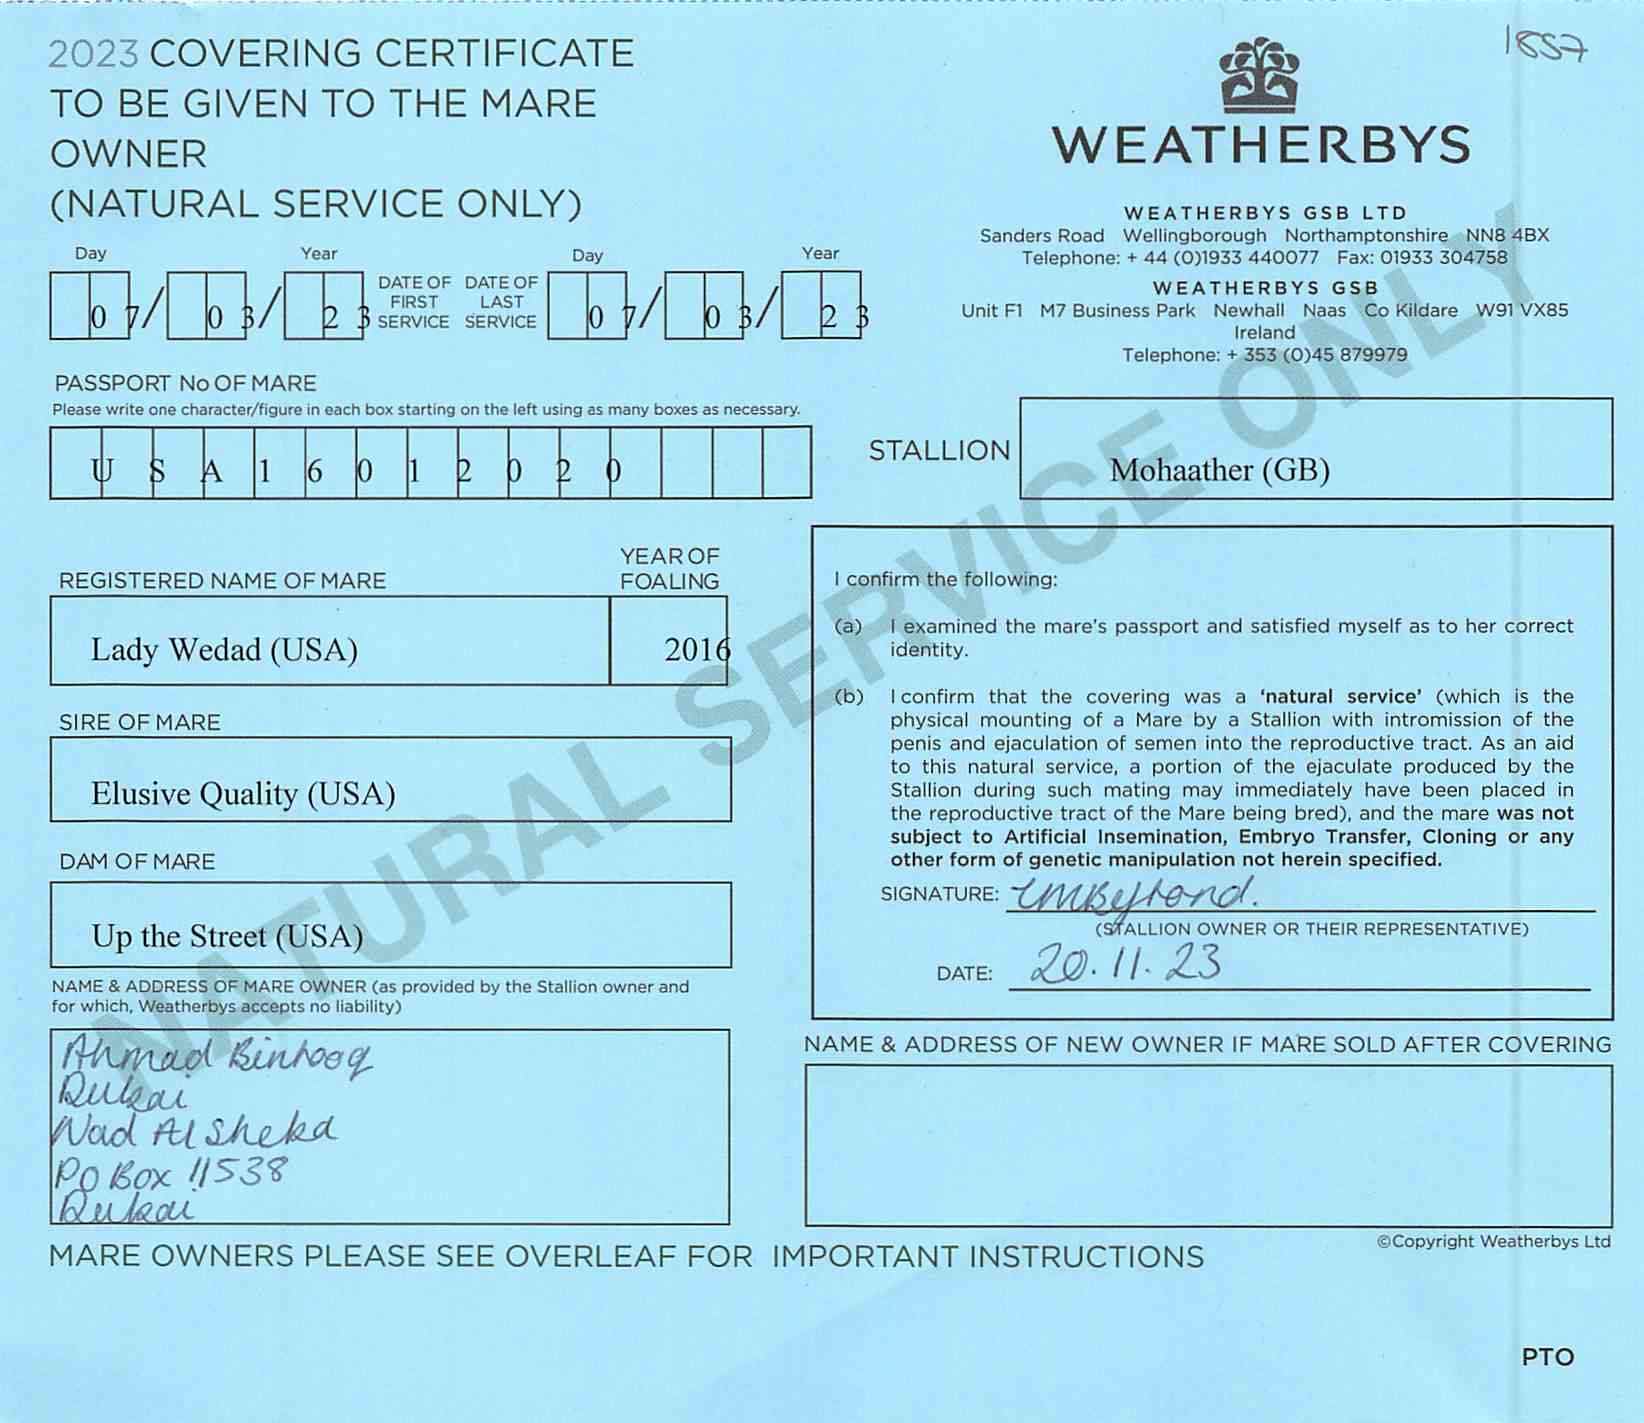 2023 COVERING CERTIFICATE
TO BE GIVEN TO THE MARE
OWNER
(NATURAL SERVICE ONLY)
1857
WEATHERBYS
WEATHERBYS GSB LTD
Sanders Road Wellingborough Northamptonshire NN8 4BX
Telephone: + 44 (0)1933 440077 Fax: 01933 304758
WEATHERBYS GSB
Unit F1 M7 Business Park Newhall Naas Co Kildare W91 VX85
Ireland
Telephone: + 353 (0)45 879979
Day Year
07/03/23
DATE OF FIRST SERVICE
DATE OF LAST SERVICE
Day Year
07/03/23
PASSPORT No OF MARE
Please write one character/figure in each box starting on the left using as many boxes as necessary.
U S A 1 6 0 1 2 0 2 0
STALLION
Mohaather (GB)
REGISTERED NAME OF MARE
YEAR OF
FOALING
Lady Wedad (USA)
2016
SIRE OF MARE
Elusive Quality (USA)
DAM OF MARE
Up the Street (USA)
NAME & ADDRESS OF MARE OWNER (as provided by the Stallion owner and
for which, Weatherbys accepts no liability)
Ahmad Binhooq
Dubai
Nad Al Sheba
PO Box 11538
Dubai
I confirm the following:
(a) I examined the mare's passport and satisfied myself as to her correct
identity.
(b) I confirm that the covering was a 'natural service' (which is the
physical mounting of a Mare by a Stallion with intromission of the
penis and ejaculation of semen into the reproductive tract. As an aid
to this natural service, a portion of the ejaculate produced by the
Stallion during such mating may immediately have been placed in
the reproductive tract of the Mare being bred), and the mare was not
subject to Artificial Insemination, Embryo Transfer, Cloning or any
other form of genetic manipulation not herein specified.
SIGNATURE:
(STALLION OWNER OR THEIR REPRESENTATIVE)
DATE: 20.11.23
NAME & ADDRESS OF NEW OWNER IF MARE SOLD AFTER COVERING
©Copyright Weatherbys Ltd
MARE OWNERS PLEASE SEE OVERLEAF FOR IMPORTANT INSTRUCTIONS
PTO
NATURAL SERVICE ONLY